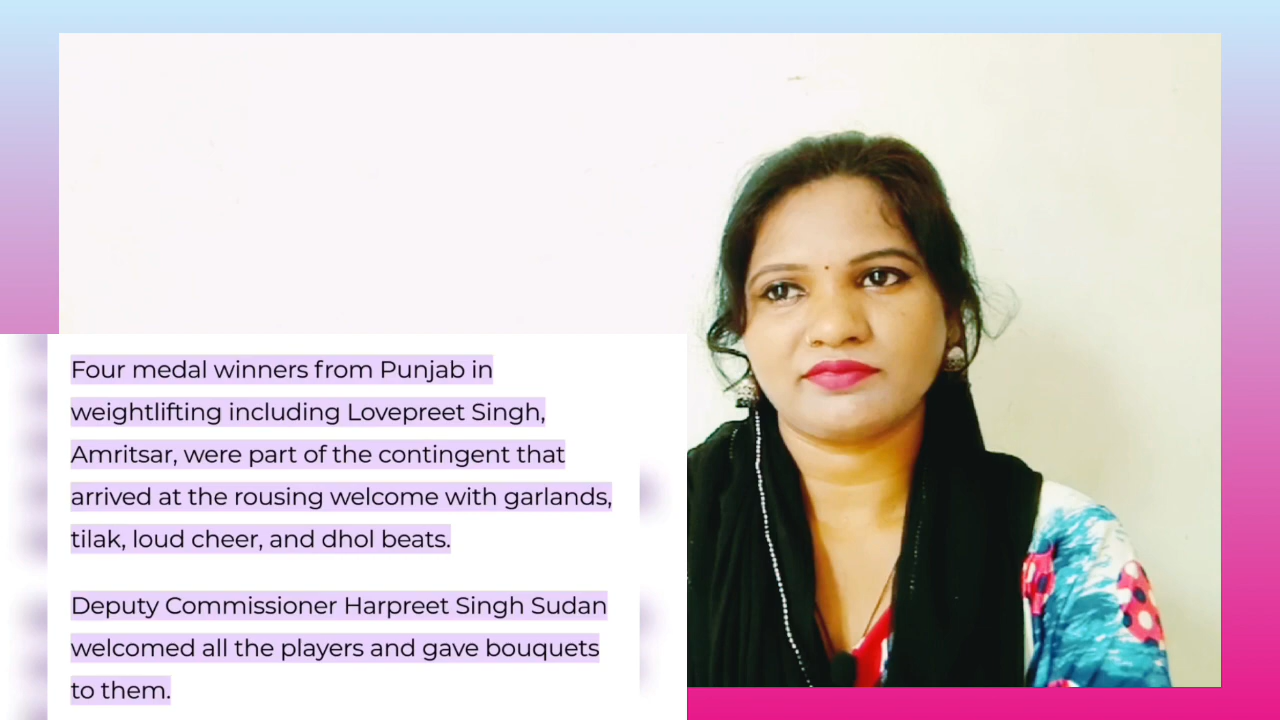 Four medal winners from Punjab in
weightlifting including Lovepreet Singh,
Amritsar, were part of the contingent that
arrived at the rousing welcome with garlands,
tilak, loud cheer, and dhol beats.
Deputy Commissioner Harpreet Singh Sudan
welcomed all the players and gave bouquets
to them.